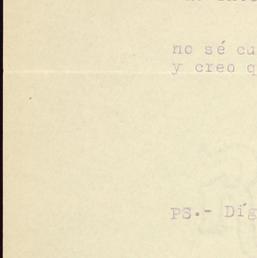 no sé cu
y creo q
PS.- Díg